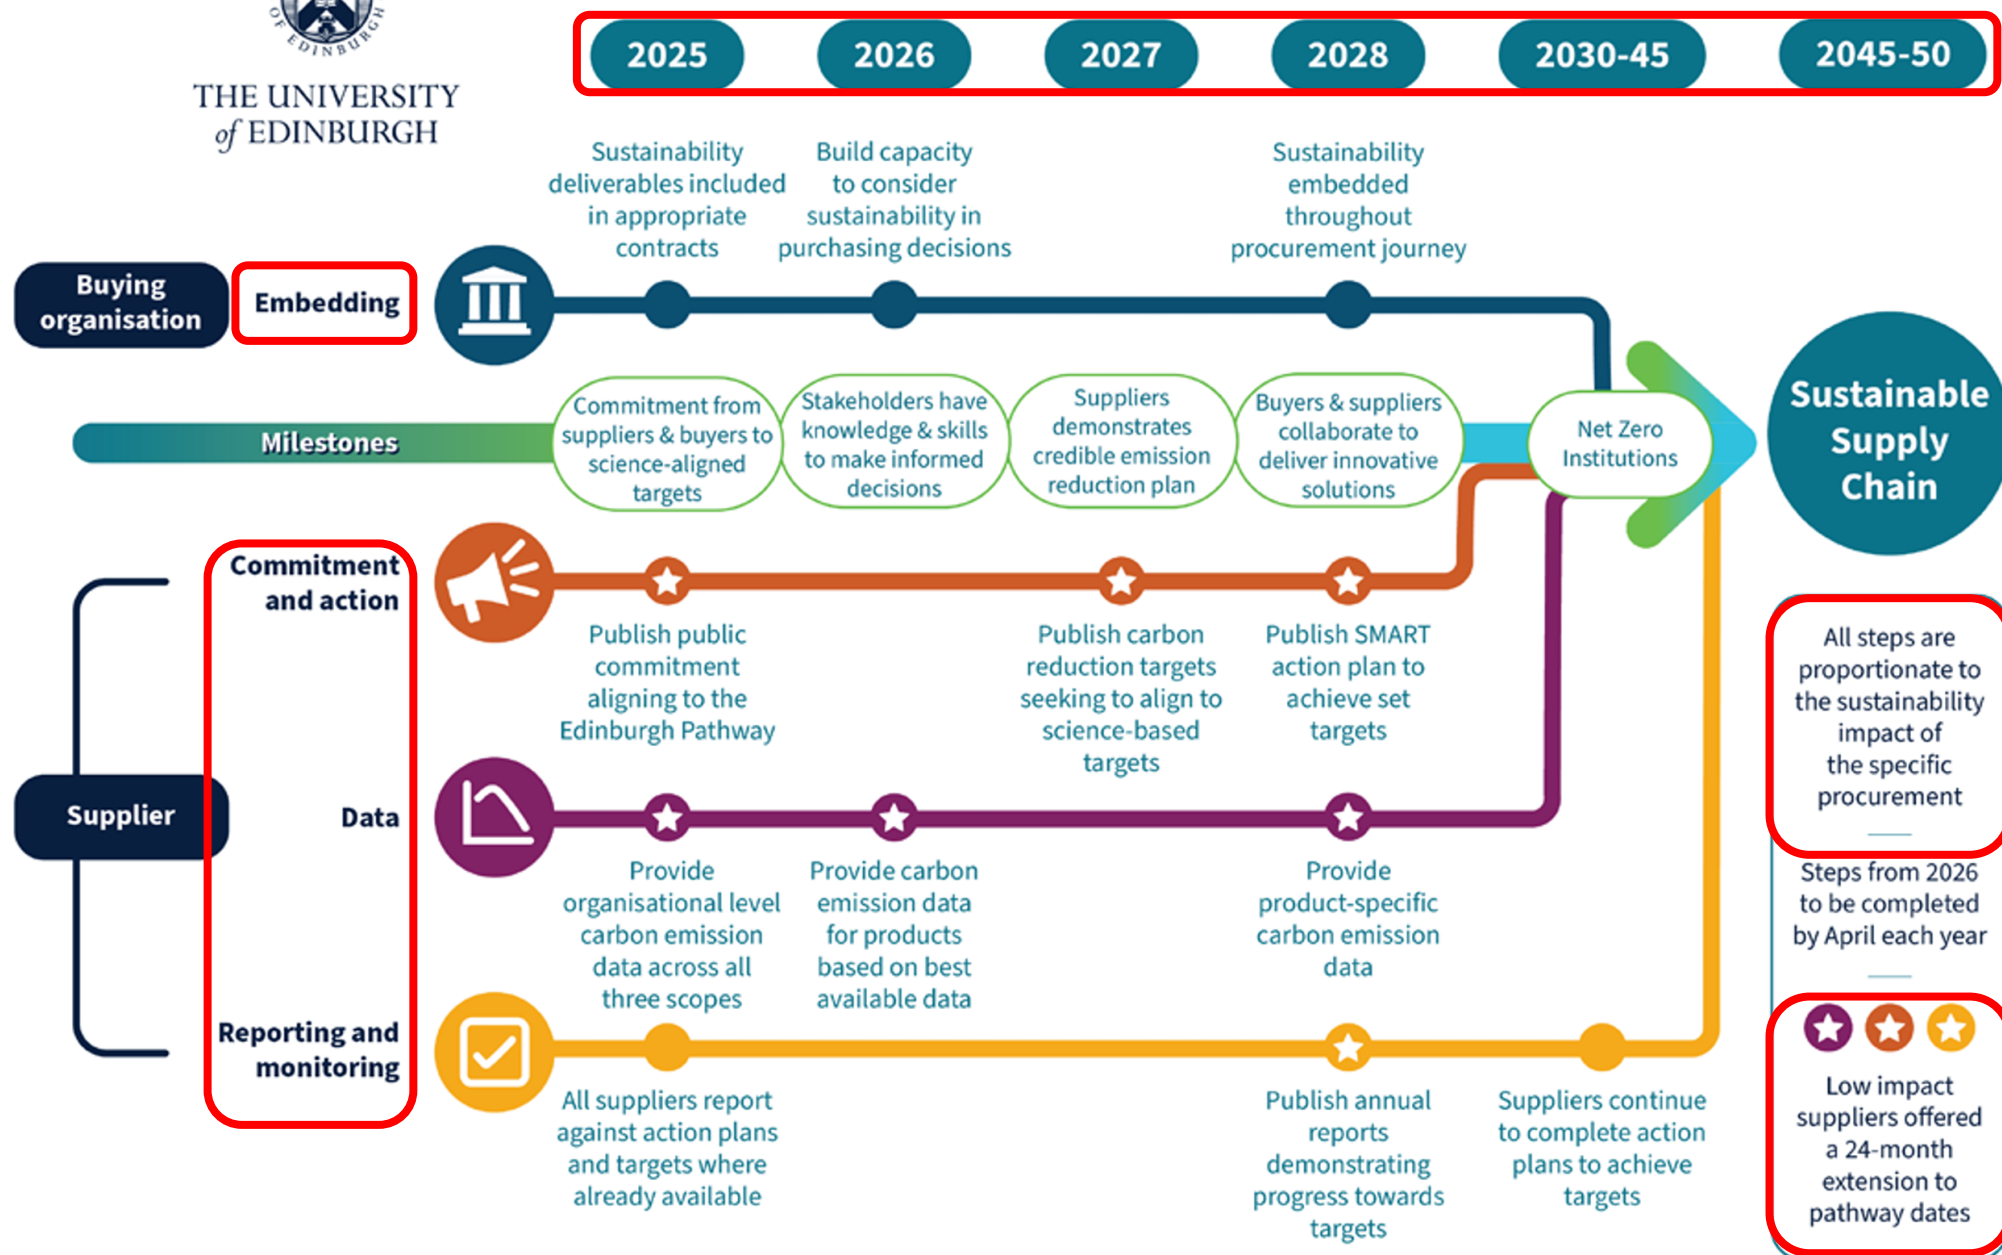 OF EDINBURGH
THE UNIVERSITY
of EDINBURGH
2025
2026
2027
2028
2030-45
2045-50
Sustainability
deliverables included
in appropriate
contracts
Build capacity
to consider
sustainability in
purchasing decisions
Sustainability
embedded
throughout
procurement journey
Buying
organisation
Embedding
Milestones
Commitment from
suppliers & buyers to
science-aligned
targets
Stakeholders have
knowledge & skills
to make informed
decisions
Suppliers
demonstrates
credible emission
reduction plan
Buyers & suppliers
collaborate to
deliver innovative
solutions
Net Zero
Institutions
Sustainable
Supply
Chain
Supplier
Commitment
and action
Publish public
commitment
aligning to the
Edinburgh Pathway
Publish carbon
reduction targets
seeking to align to
science-based
targets
Publish SMART
action plan to
achieve set
targets
Data
Provide
organisational level
carbon emission
data across all
three scopes
Provide carbon
emission data
for products
based on best
available data
Provide
product-specific
carbon emission
data
Reporting and
monitoring
All suppliers report
against action plans
and targets where
already available
Publish annual
reports
demonstrating
progress towards
targets
Suppliers continue
to complete action
plans to achieve
targets
All steps are
proportionate to
the sustainability
impact of
the specific
procurement
Steps from 2026
to be completed
by April each year
Low impact
suppliers offered
a 24-month
extension to
pathway dates